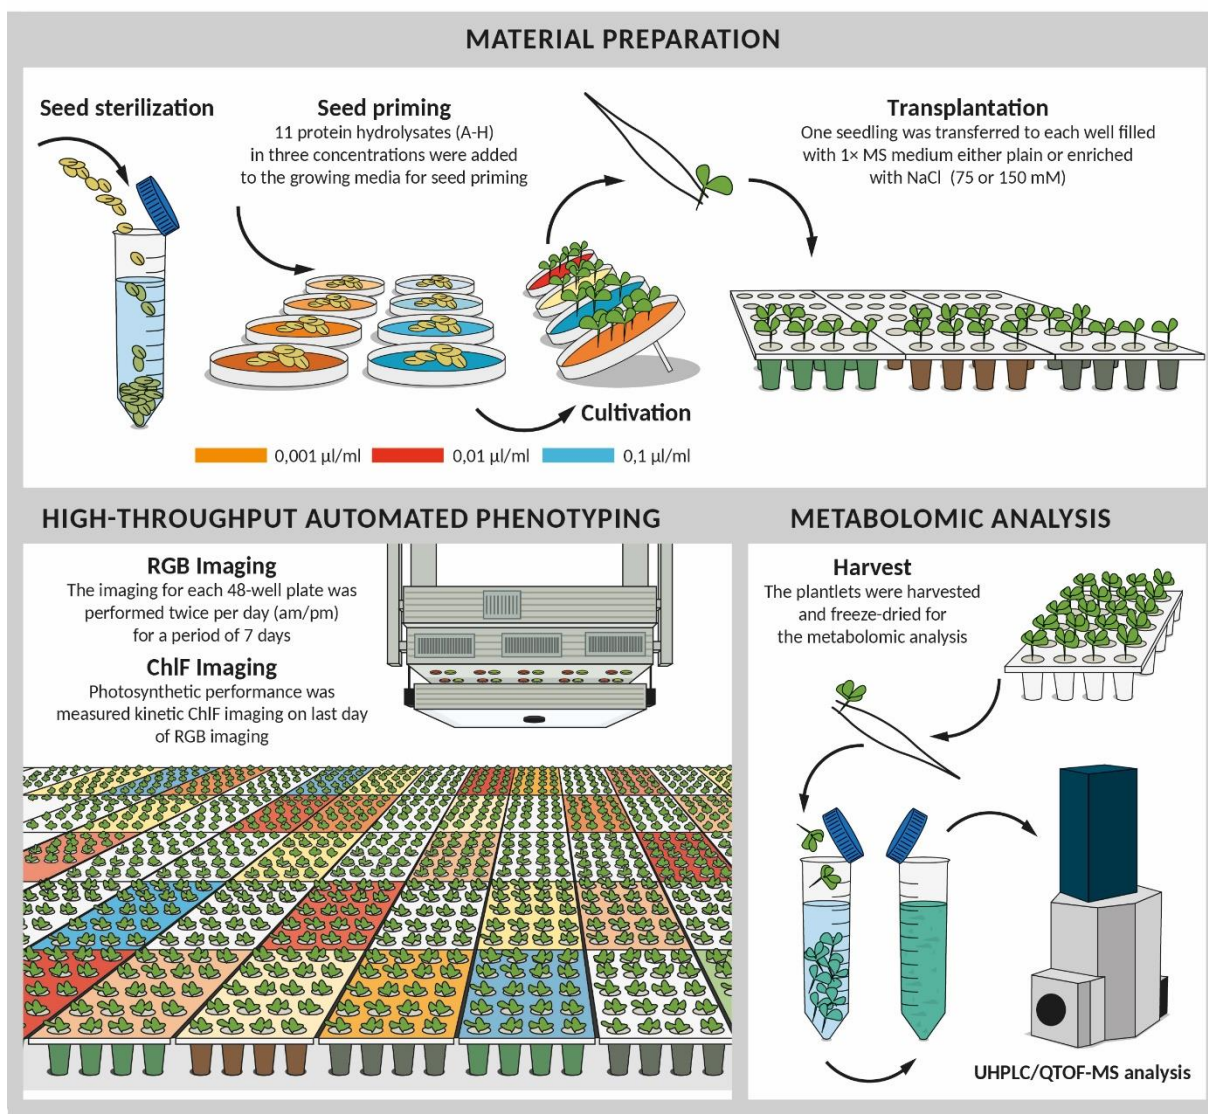 MATERIAL PREPARATION
Seed sterilization
Seed priming
11 protein hydrolysates (A-H)
in three concentrations were added
to the growing media for seed priming
Transplantation
One seedling was transferred to each well filled
with 1× MS medium either plain or enriched
with NaCl (75 or 150 mM)
Cultivation
0,001 µl/ml
0,01 µl/ml
0,1 µl/ml
HIGH-THROUGHPUT AUTOMATED PHENOTYPING
RGB Imaging
The imaging for each 48-well plate was
performed twice per day (am/pm)
for a period of 7 days
ChlF Imaging
Photosynthetic performance was
measured kinetic ChlF imaging on last day
of RGB imaging
METABOLOMIC ANALYSIS
Harvest
The plantlets were harvested
and freeze-dried for
the metabolomic analysis
UHPLC/QTOF-MS analysis